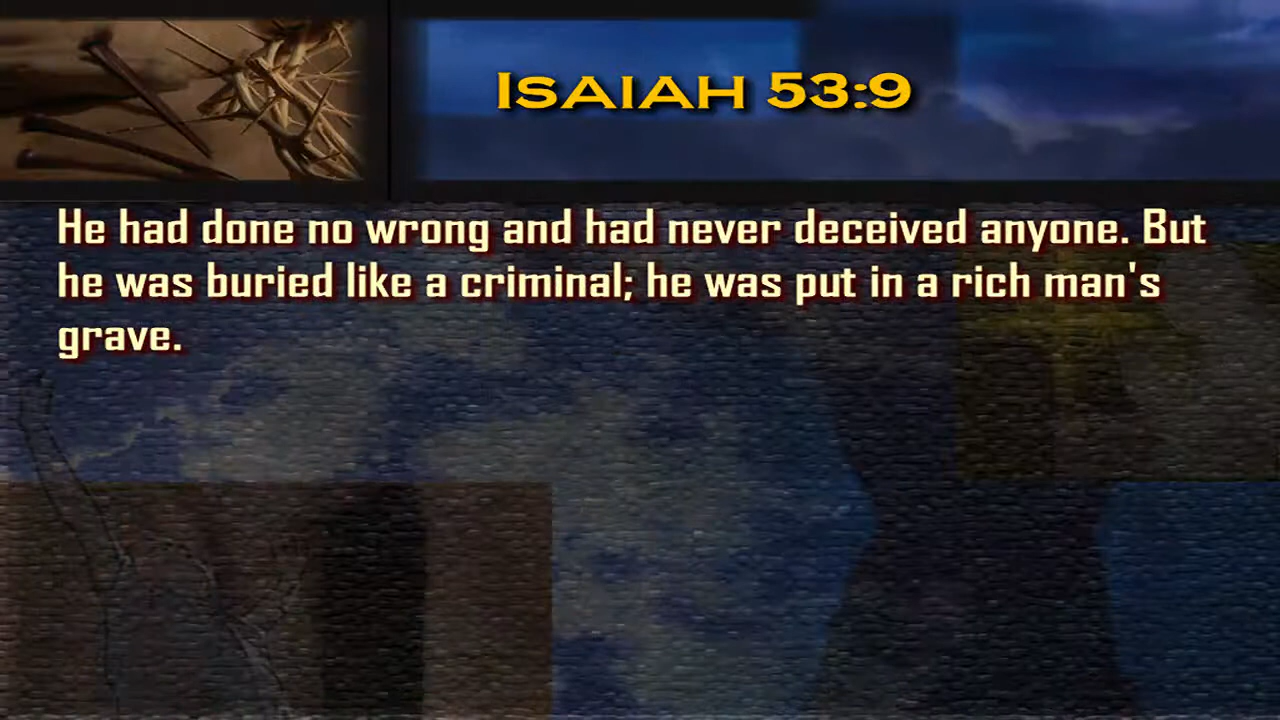 ISAIAH 53:9
He had done no wrong and had never deceived anyone. But
he was buried like a criminal; he was put in a rich man's
grave.